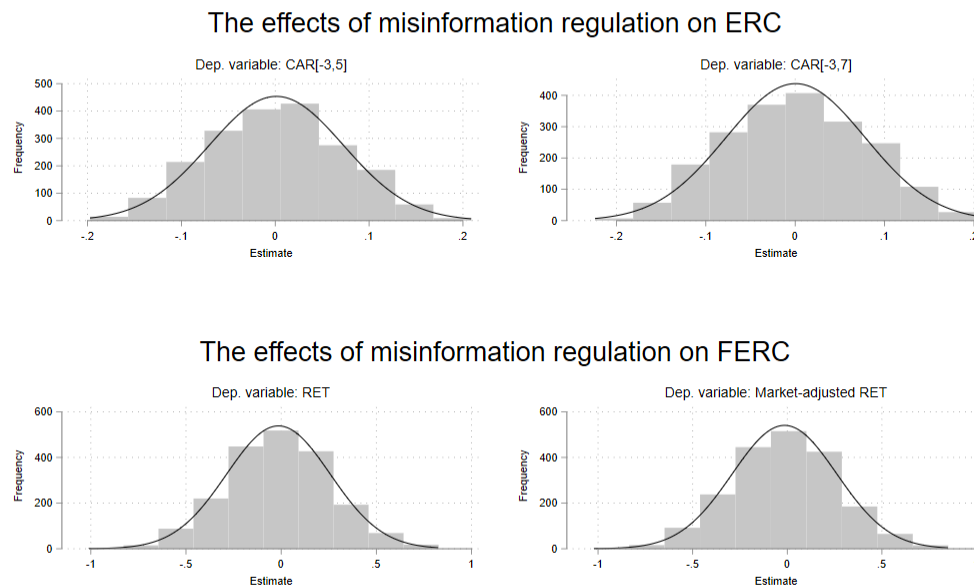 The effects of misinformation regulation on ERC
Dep. variable: CAR[-3,5]
Frequency
500
400
300
200
100
0
-.2
-.1
0
.1
.2
Estimate
Dep. variable: CAR[-3,7]
Frequency
400
300
200
100
0
-.2
-.1
0
.1
.2
Estimate
The effects of misinformation regulation on FERC
Dep. variable: RET
Frequency
600
400
200
0
-1
-.5
0
.5
1
Estimate
Dep. variable: Market-adjusted RET
Frequency
600
400
200
0
-1
-.5
0
.5
Estimate